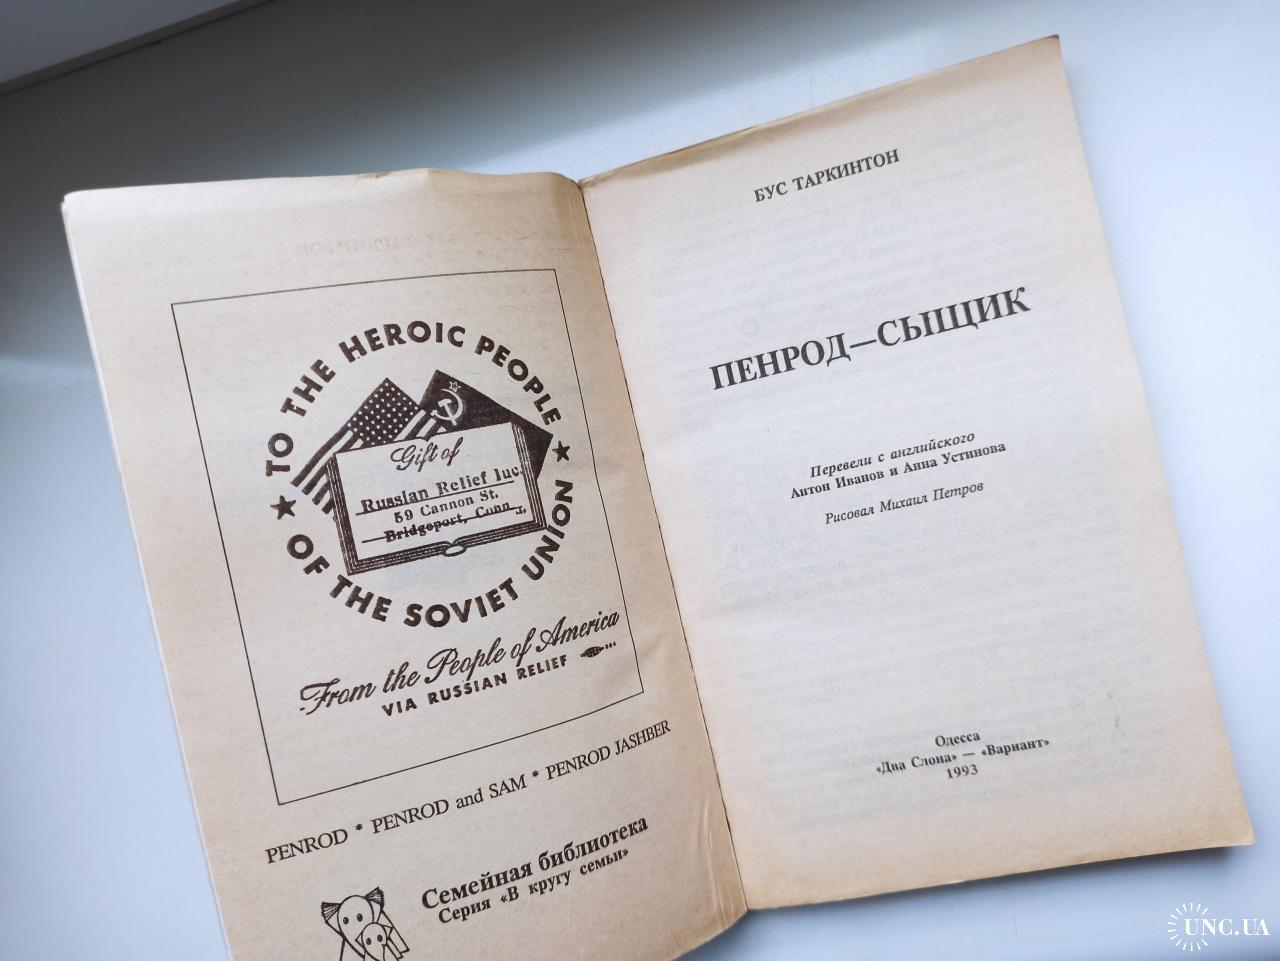 TO THE HEROIC PEOPLE
OF THE SOVIET UNION
Gift of
Russian Relief Inc.
59 Cannon St.
Bridgeport, Conn
From the People of America
VIA RUSSIAN RELIEF
PENROD * PENROD and SAM * PENROD JASHBER
Семейная библиотека
Серия «В кругу семьи»
БУС ТАРКИНТОН
ПЕНРОД—СЫЩИК
Перевели с английского
Антон Иванов и Анна Устинова
Рисовал Михаил Петров
Одесса
«Два Слона» — «Вариант»
1993
UNC.UA